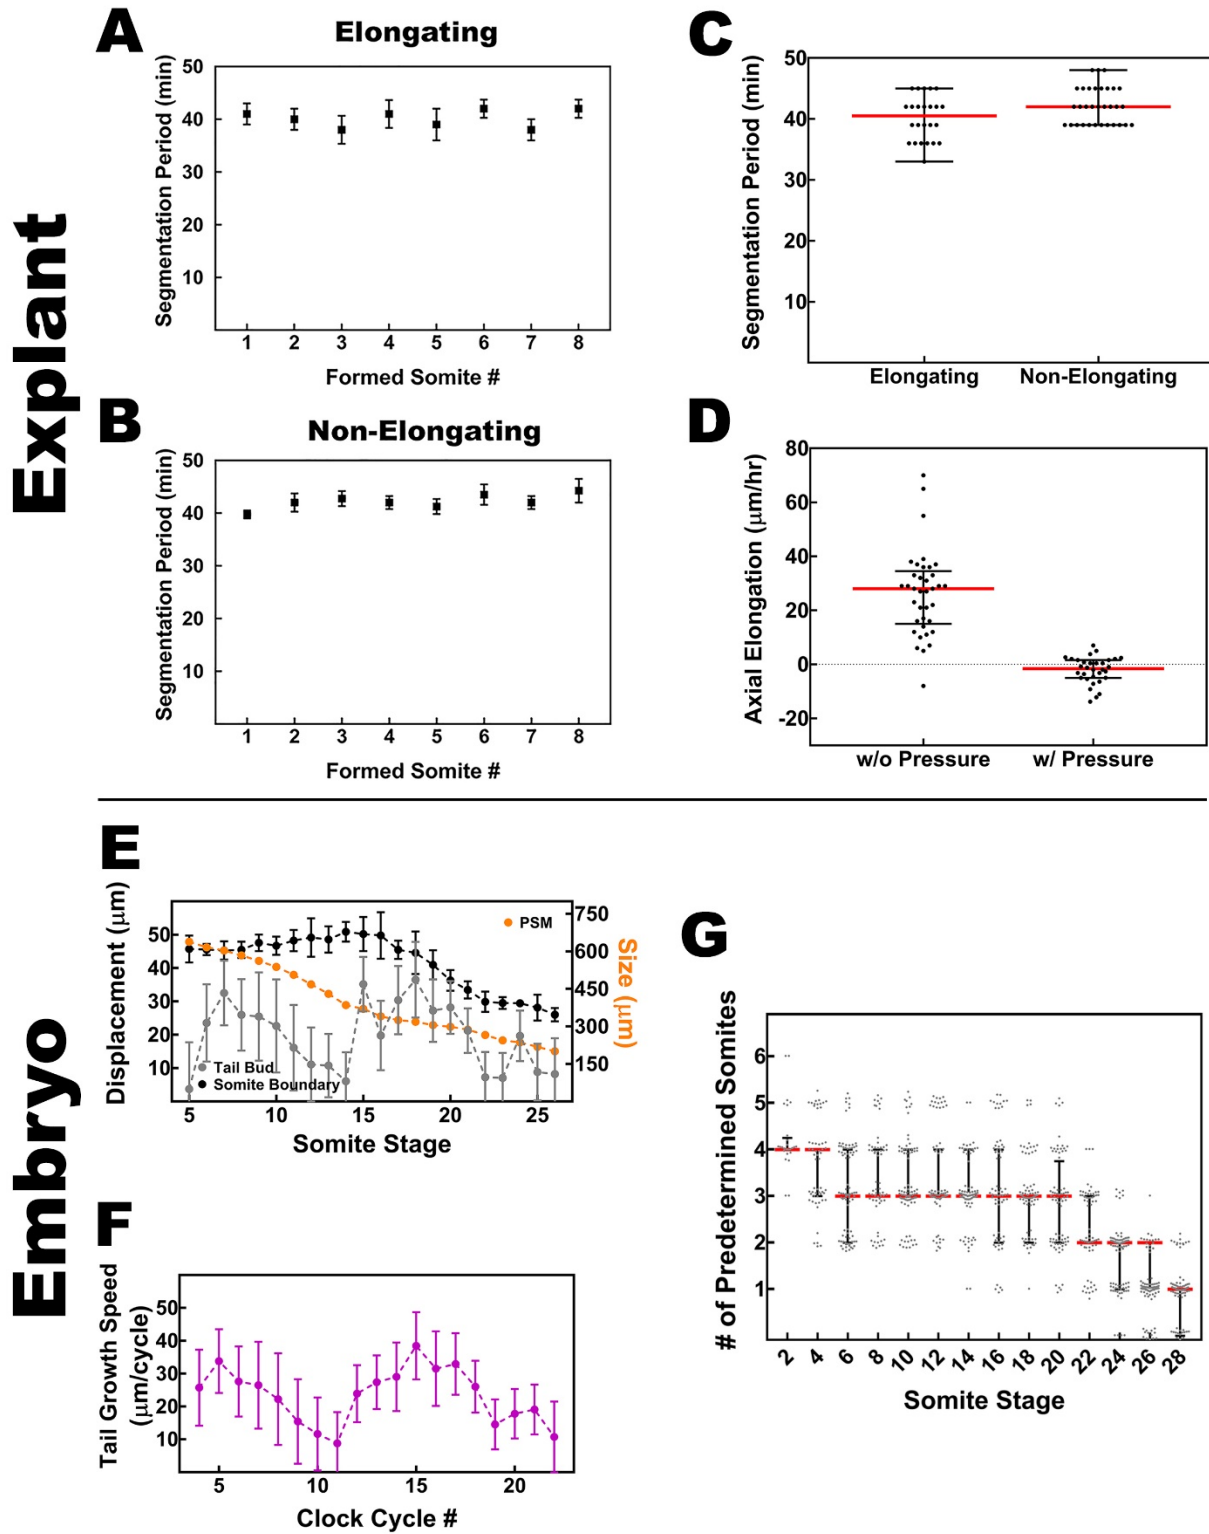 Explant
A
Elongating
Segmentation Period (min)
50
40
30
20
10
1 2 3 4 5 6 7 8
Formed Somite #
B
Non-Elongating
Segmentation Period (min)
50
40
30
20
10
1 2 3 4 5 6 7 8
Formed Somite #
C
Segmentation Period (min)
50
40
30
20
10
Elongating Non-Elongating
D
Axial Elongation (μm/hr)
80
60
40
20
0
-20
w/o Pressure w/ Pressure
Embryo
E
Displacement (μm)
50
40
30
20
10
PSM
Tail Bud
Somite Boundary
750
600
450
300
150
Size (μm)
5 10 15 20 25
Somite Stage
F
Tail Growth Speed
(μm/cycle)
50
40
30
20
10
5 10 15 20
Clock Cycle #
G
# of Predetermined Somites
6
5
4
3
2
1
2 4 6 8 10 12 14 16 18 20 22 24 26 28
Somite Stage